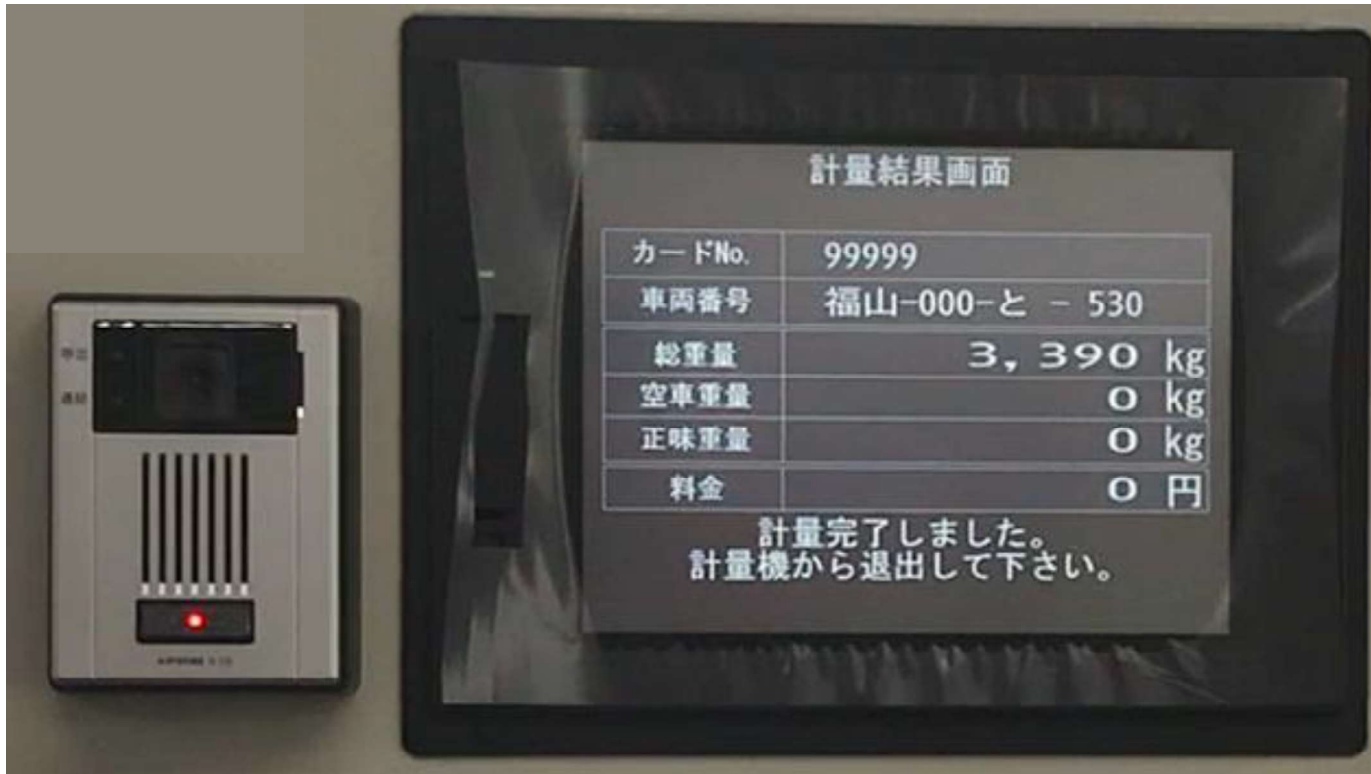 計量結果画面
カードNo. 99999
車両番号 福山-000-と - 530
総重量 3,390 kg
空車重量 0 kg
正味重量 0 kg
料金 0 円
計量完了しました。
計量機から退出して下さい。
呼出